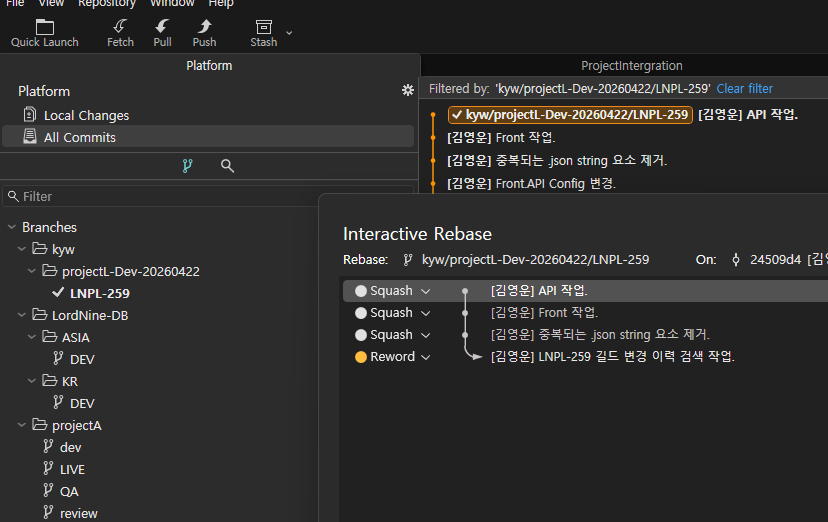 File View Repository Window Help
Quick Launch Fetch Pull Push Stash
Platform ProjectIntergration
Platform
Local Changes
All Commits
Filter
Branches
kyw
projectL-Dev-20260422
LNPL-259
LordNine-DB
ASIA
DEV
KR
DEV
projectA
dev
LIVE
QA
review
Filtered by: 'kyw/projectL-Dev-20260422/LNPL-259' Clear filter
kyw/projectL-Dev-20260422/LNPL-259 [김영운] API 작업.
[김영운] Front 작업.
[김영운] 중복되는 .json string 요소 제거.
[김영운] Front.API Config 변경.
Interactive Rebase
Rebase: kyw/projectL-Dev-20260422/LNPL-259 On: 24509d4 [김영
Squash [김영운] API 작업.
Squash [김영운] Front 작업.
Squash [김영운] 중복되는 .json string 요소 제거.
Reword [김영운] LNPL-259 길드 변경 이력 검색 작업.